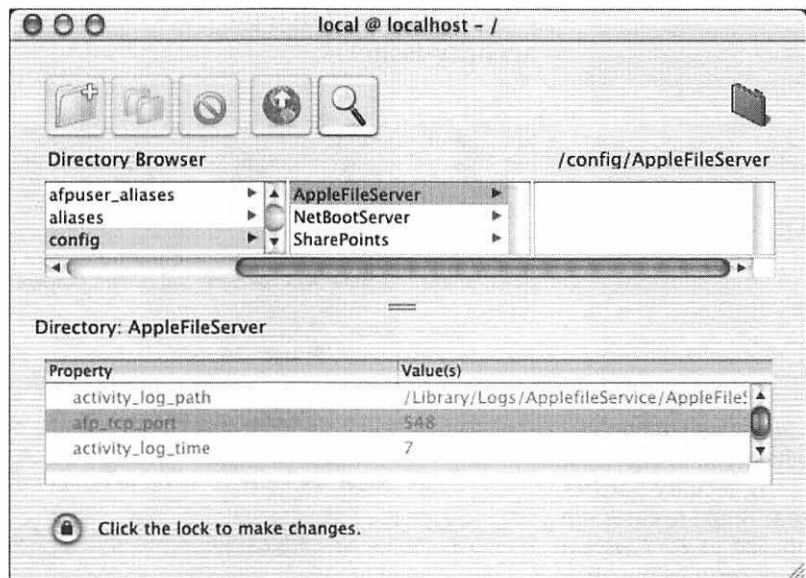 local @ localhost – /
Directory Browser
/config/AppleFileServer
afpuser_aliases
aliases
config
AppleFileServer
NetBootServer
SharePoints
Directory: AppleFileServer
Property Value(s)
activity_log_path /Library/Logs/ApplefileService/AppleFileS
afp_tcp_port 548
activity_log_time 7
Click the lock to make changes.